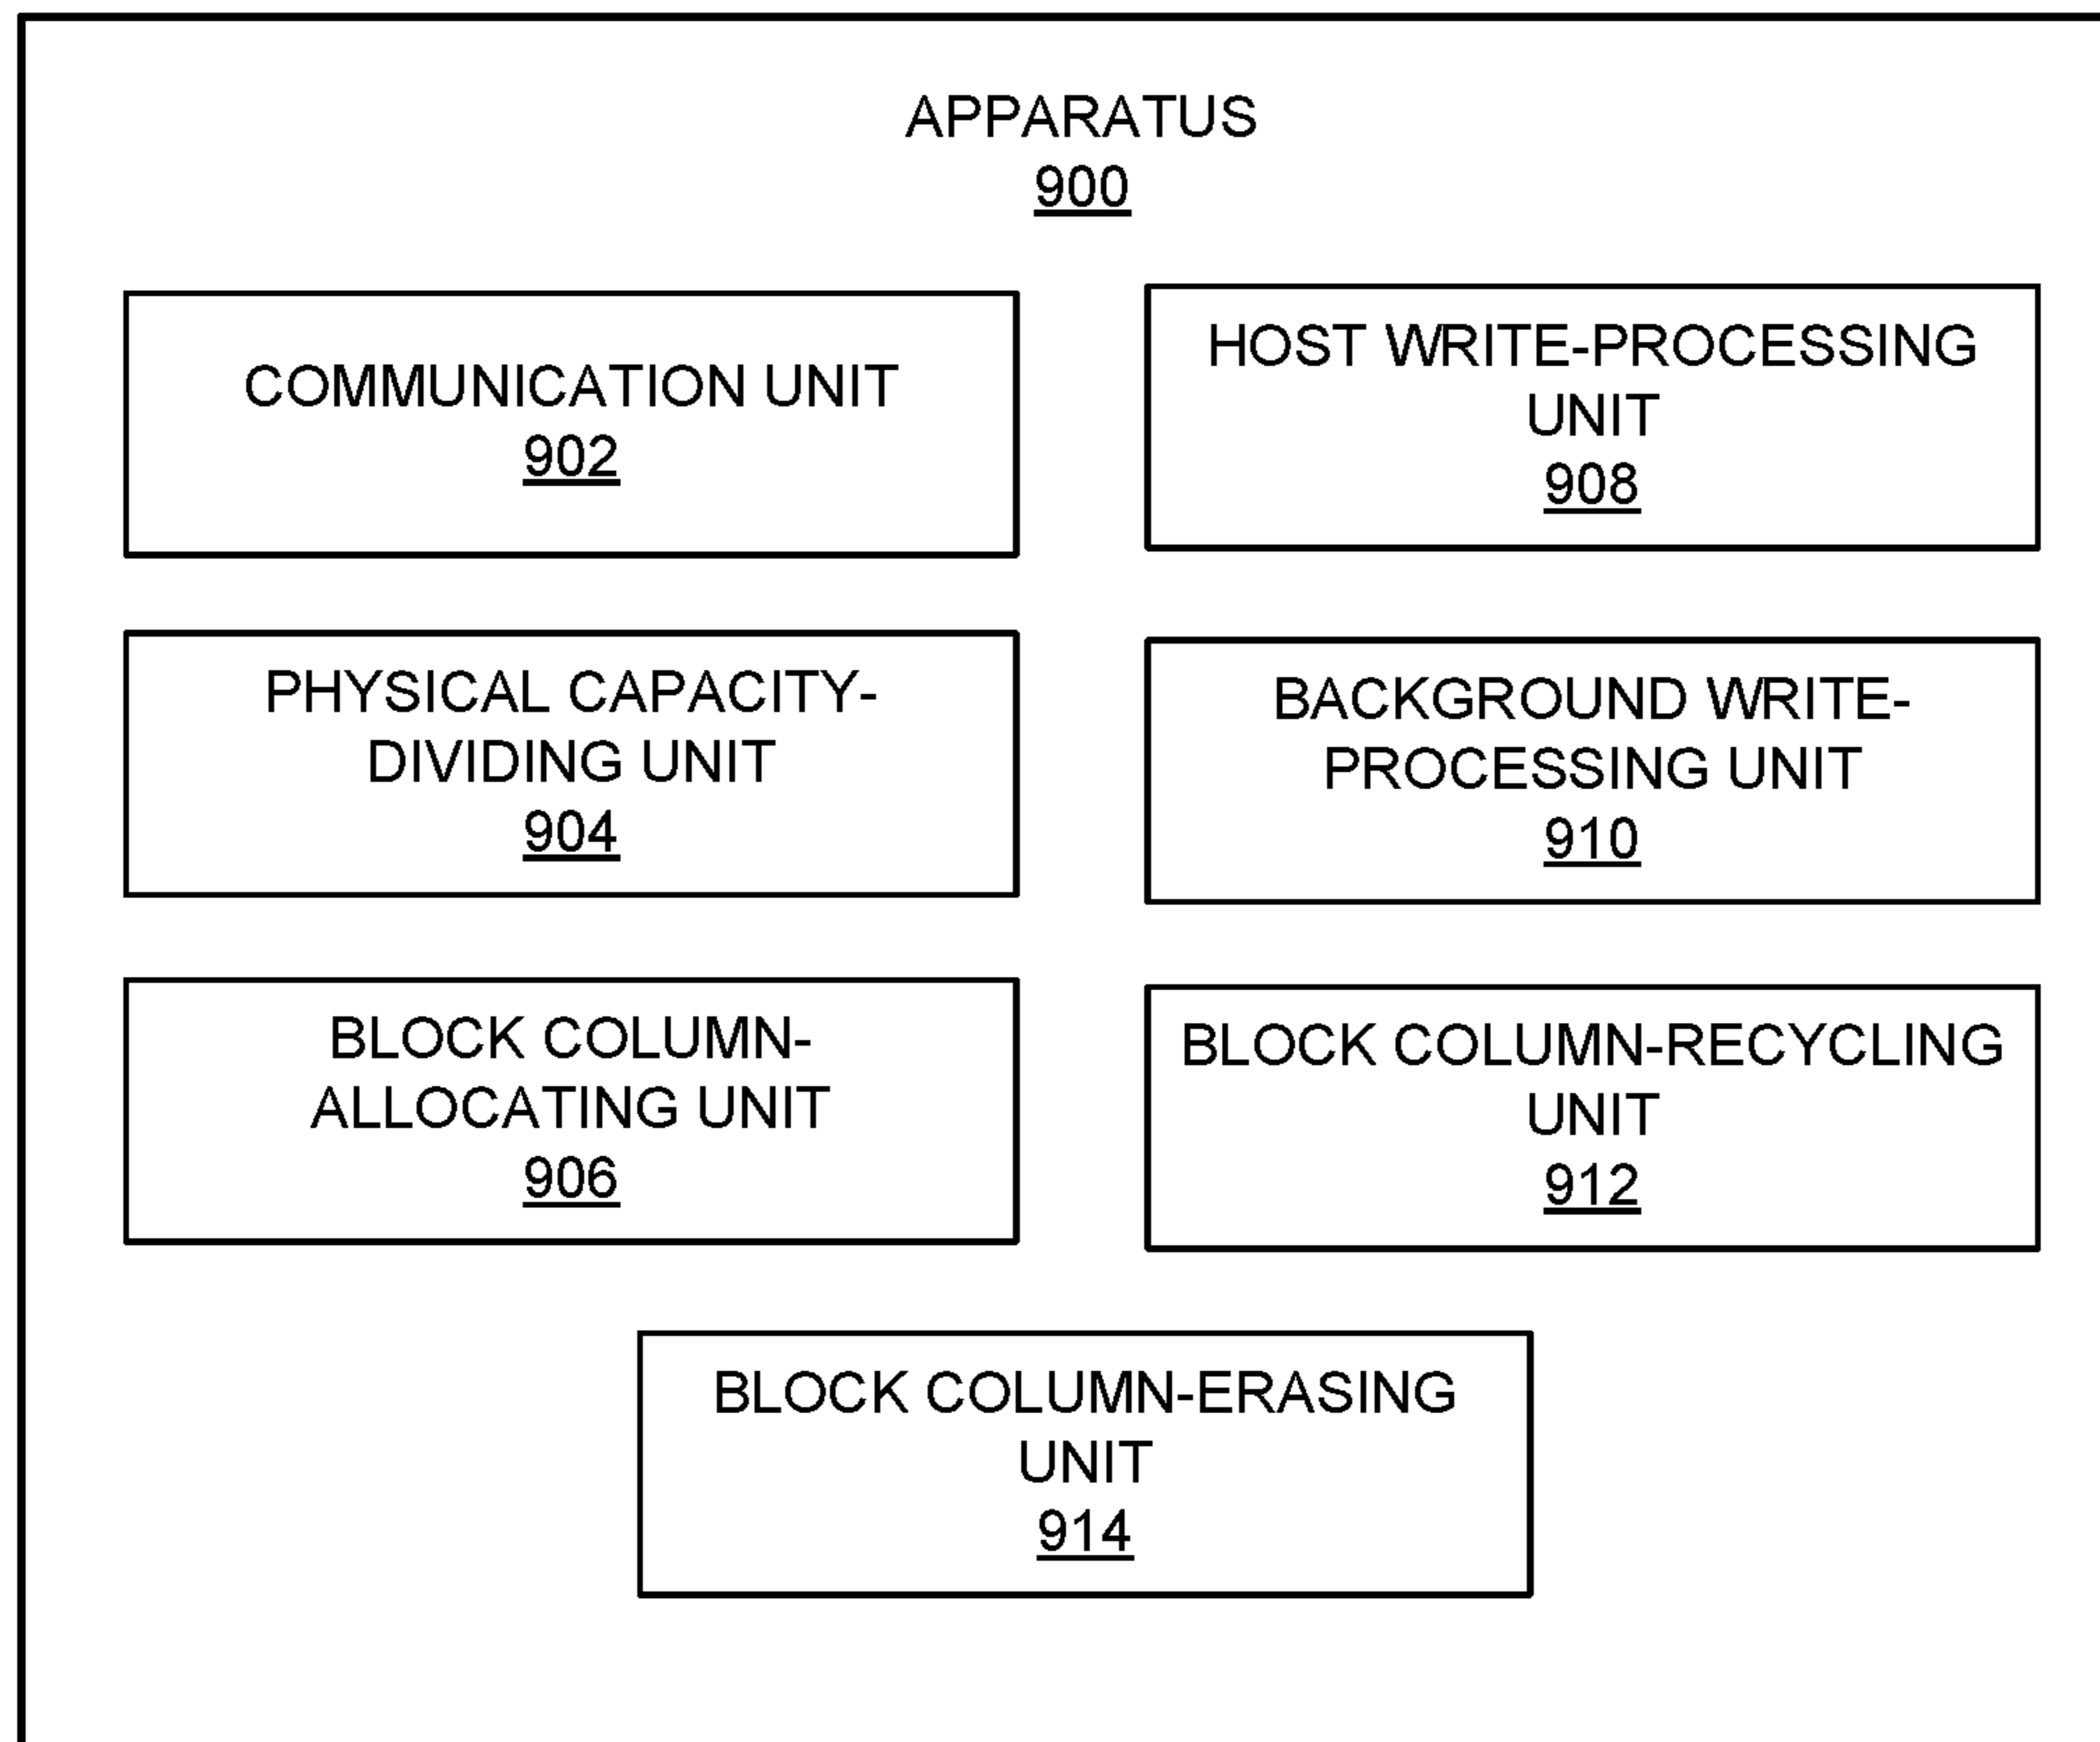 APPARATUS
900
COMMUNICATION UNIT
902
HOST WRITE-PROCESSING
UNIT
908
PHYSICAL CAPACITY-
DIVIDING UNIT
904
BACKGROUND WRITE-
PROCESSING UNIT
910
BLOCK COLUMN-
ALLOCATING UNIT
906
BLOCK COLUMN-RECYCLING
UNIT
912
BLOCK COLUMN-ERASING
UNIT
914